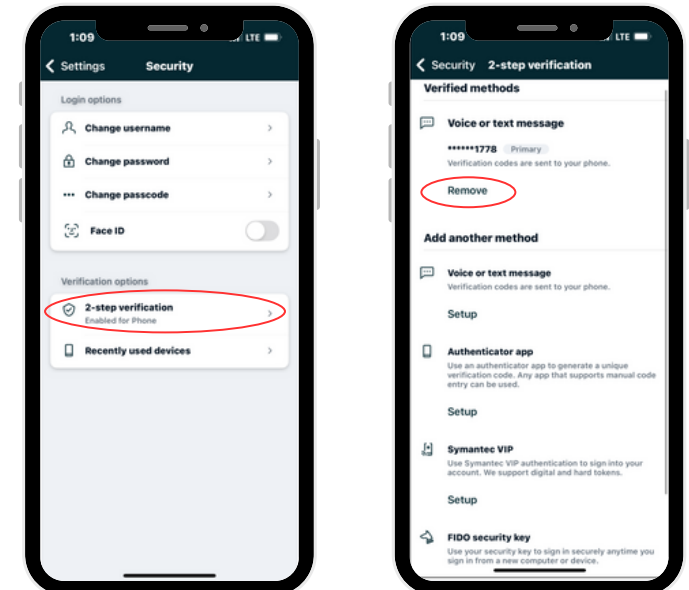 1:09
LTE
Settings
Security
Login options
Change username
Change password
Change passcode
Face ID
Verification options
2-step verification
Enabled for Phone
Recently used devices
1:09
LTE
Security
2-step verification
Verified methods
Voice or text message
******1778 Primary
Verification codes are sent to your phone.
Remove
Add another method
Voice or text message
Verification codes are sent to your phone.
Setup
Authenticator app
Use an authenticator app to generate a unique
verification code. Any app that supports manual code
entry can be used.
Setup
Symantec VIP
Use Symantec VIP authentication to sign into your
account. We support digital and hard tokens.
Setup
FIDO security key
Use your security key to sign in securely anytime you
sign in from a new computer or device.